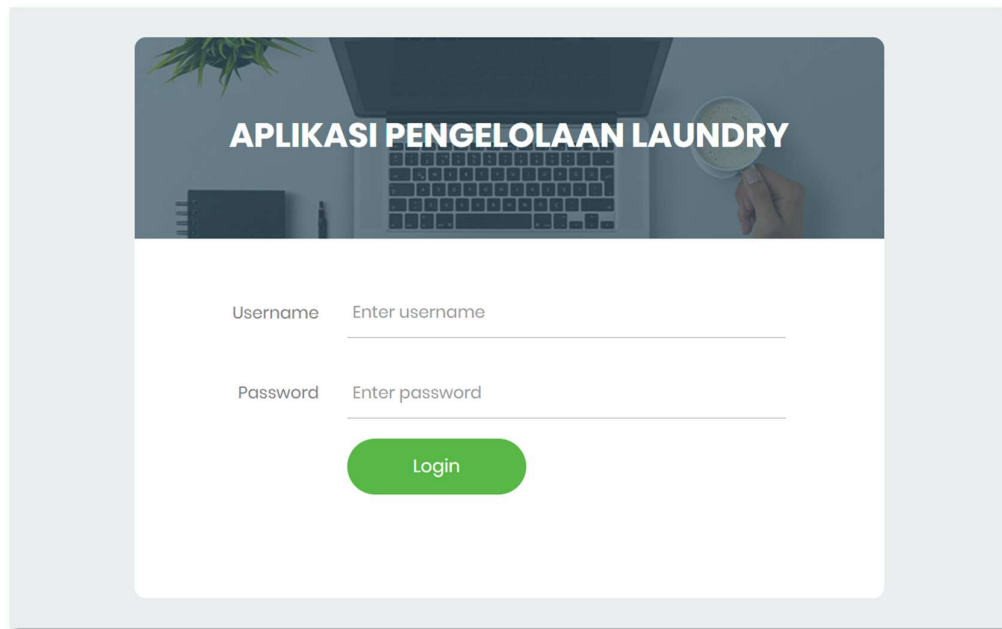 APLIKASI PENGELOLAAN LAUNDRY
Username Enter username
Password Enter password
Login